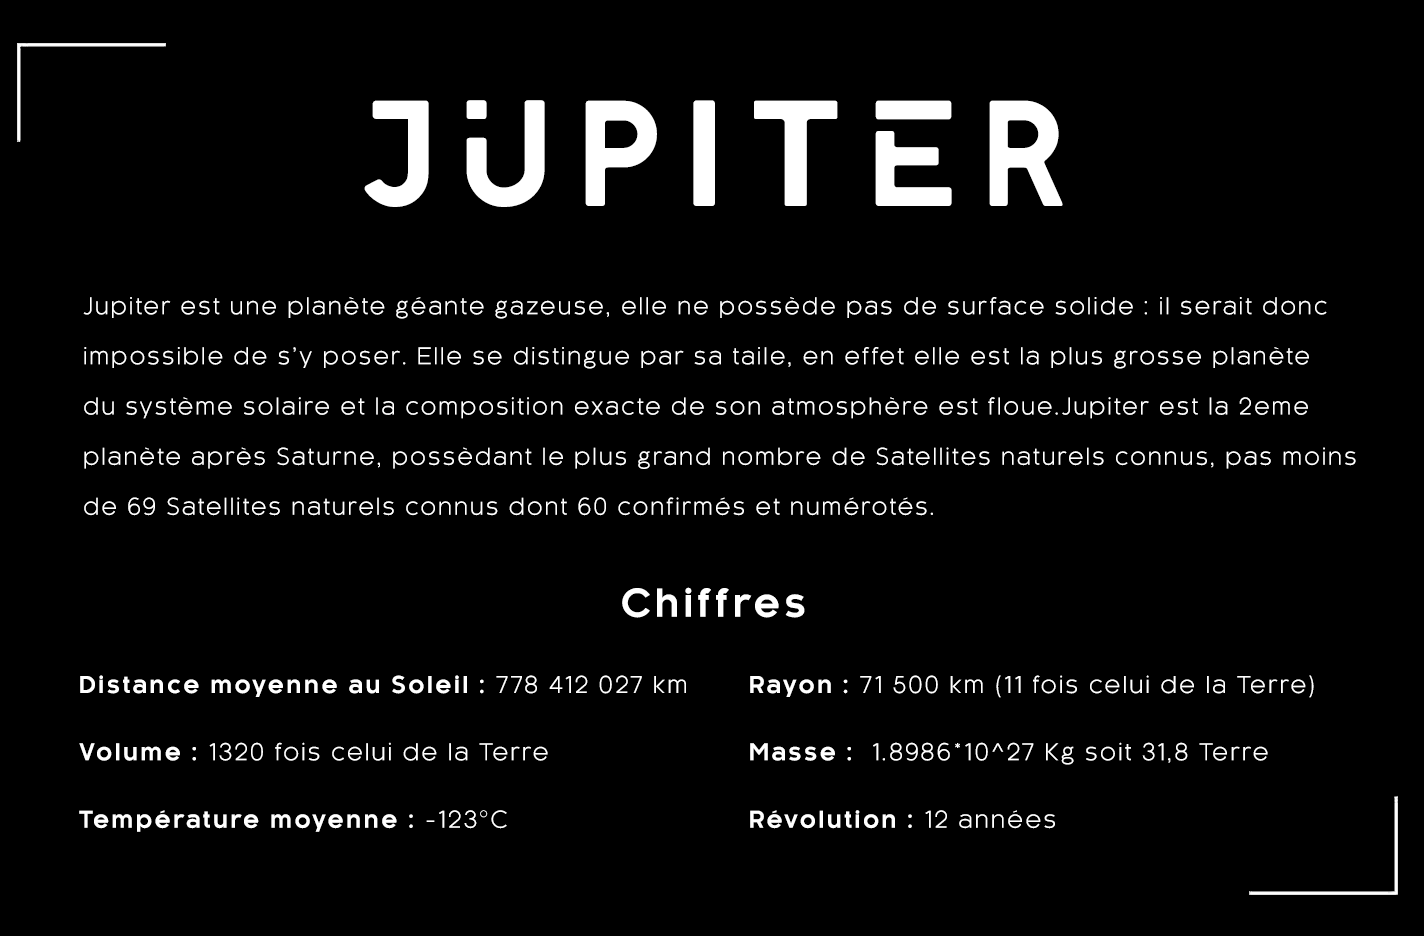 JUPITER
Jupiter est une planète géante gazeuse, elle ne possède pas de surface solide : il serait donc
impossible de s'y poser. Elle se distingue par sa taile, en effet elle est la plus grosse planète
du système solaire et la composition exacte de son atmosphère est floue.Jupiter est la 2eme
planète après Saturne, possèdant le plus grand nombre de Satellites naturels connus, pas moins
de 69 Satellites naturels connus dont 60 confirmés et numérotés.
Chiffres
Distance moyenne au Soleil : 778 412 027 km
Rayon : 71 500 km (11 fois celui de la Terre)
Volume : 1320 fois celui de la Terre
Masse :  1.8986*10^27 Kg soit 31,8 Terre
Température moyenne : -123°C
Révolution : 12 années